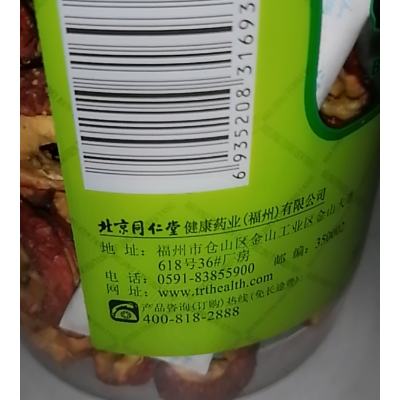 693520831693
北京同仁堂健康药业(福州)有限公司
地 址: 福州市仓山区金山工业区金山大道
618号36#厂房 邮 编: 350002
电 话: 0591-83855900
网 址: www.trthealth.com
产品咨询(订购)热线(免长途费):
400-818-2888